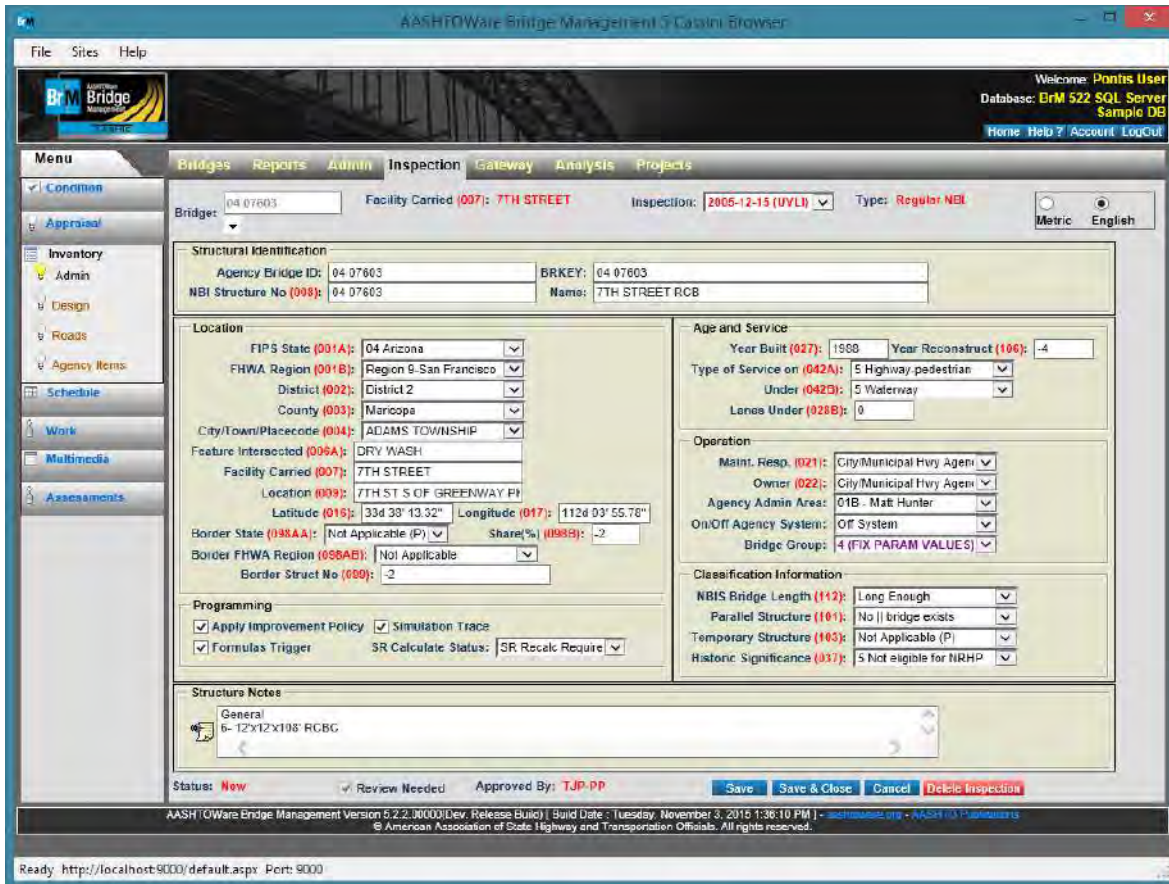 BrM
AASHTOWare Bridge Management 5 Cassini Browser
File Sites Help
BrM AASHTOWare Bridge Management
Welcome: Pontis User
Database: BrM 522 SQL Server
Sample DB
Home Help ? Account LogOut
Menu
Bridges Reports Admin Inspection Gateway Analysis Projects
Condition
Appraisal
Inventory
Admin
Design
Roads
Agency Items
Schedule
Work
Multimedia
Assessments
Bridge: 04 07603 Facility Carried (007): 7TH STREET Inspection: 2005-12-15 (UVLI) Type: Regular NBI
Metric English
Structural Identification
Agency Bridge ID: 04 07603 BRKEY: 04 07603
NBI Structure No (008): 04 07603 Name: 7TH STREET RCB
Location
FIPS State (001A): 04 Arizona
FHWA Region (001B): Region 9-San Francisco
District (002): District 2
County (003): Maricopa
City/Town/Placecode (004): ADAMS TOWNSHIP
Feature Intersected (006A): DRY WASH
Facility Carried (007): 7TH STREET
Location (009): 7TH ST S OF GREENWAY
Latitude (016): 33d 38' 13.32" Longitude (017): 112d 03' 55.78"
Border State (098AA): Not Applicable (P) Share(%) (098B): -2
Border FHWA Region (098AB): Not Applicable
Border Struct No (099): -2
Programming
Apply Improvement Policy Simulation Trace
Formulas Trigger SR Calculate Status: SR Recalc Require
Age and Service
Year Built (027): 1988 Year Reconstruct (106): -4
Type of Service on (042A): 5 Highway-pedestrian
Under (042B): 5 Waterway
Lanes Under (028B): 0
Operation
Maint. Resp. (021): City/Municipal Hwy Agen
Owner (022): City/Municipal Hwy Agen
Agency Admin Area: 01B - Matt Hunter
On/Off Agency System: Off System
Bridge Group: 4 (FIX PARAM VALUES)
Classification Information
NBIS Bridge Length (112): Long Enough
Parallel Structure (101): No || bridge exists
Temporary Structure (103): Not Applicable (P)
Historic Significance (037): 5 Not eligible for NRHP
Structure Notes
General
6- 12'x12'x108' RCBC
Status: New Review Needed Approved By: TJP-PP Save Save & Close Cancel Delete Inspection
AASHTOWare Bridge Management Version 5.2.2.00000(Dev. Release Build) [ Build Date : Tuesday, November 3, 2015 1:36:10 PM ] - aashtoware.org - AASHTO Publications
© American Association of State Highway and Transportation Officials. All rights reserved.
Ready http://localhost:9000/default.aspx Port: 9000